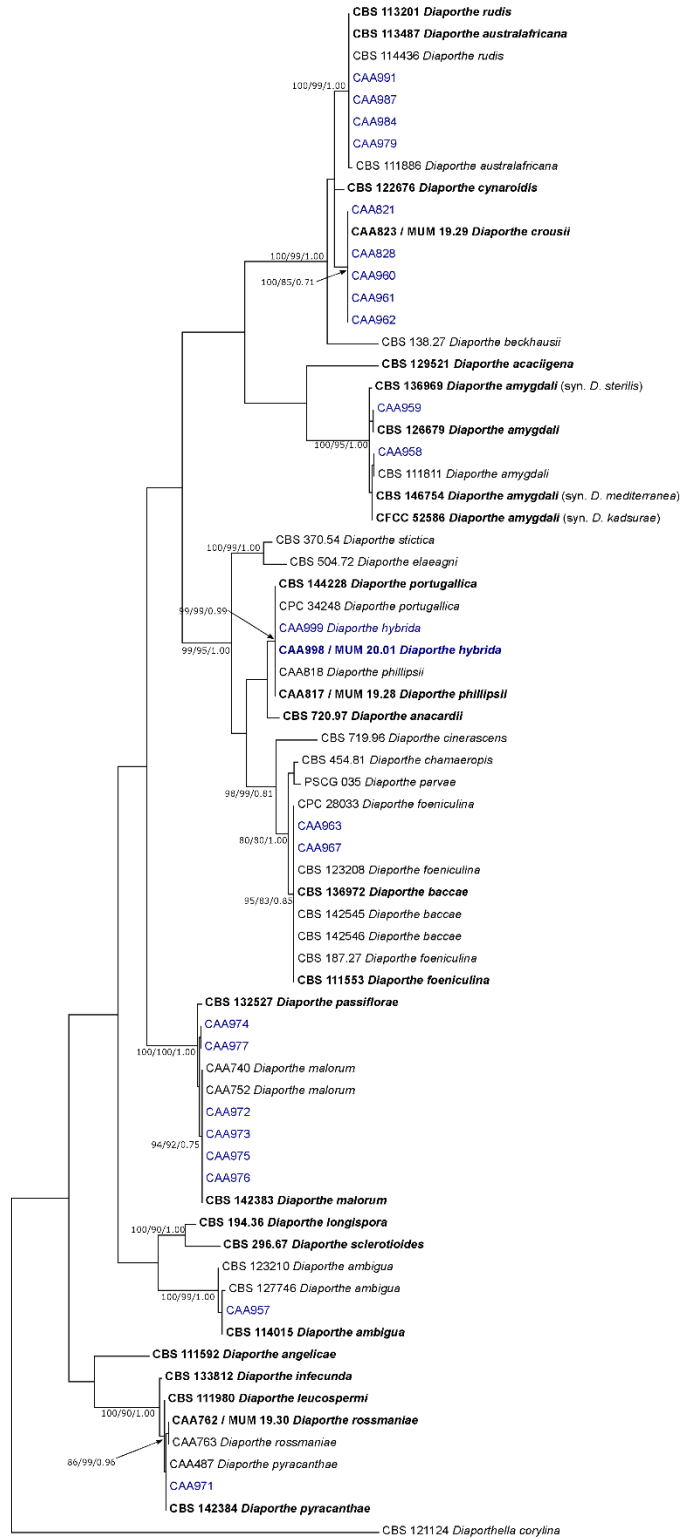 CBS 113201 Diaporthe rudis
CBS 113487 Diaporthe australafricana
CBS 114436 Diaporthe rudis
CAA991
100/99/1.00
CAA987
CAA984
CAA979
CBS 111886 Diaporthe australafricana
CBS 122676 Diaporthe cynaroidis
CAA821
CAA823 / MUM 19.29 Diaporthe crousii
CAA828
100/99/1.00
CAA960
100/85/0.71
CAA961
CAA962
CBS 138.27 Diaporthe beckhausii
CBS 129521 Diaporthe acaciigena
CBS 136969 Diaporthe amygdali (syn. D. sterilis)
CAA959
CBS 126679 Diaporthe amygdali
100/95/1.00
CAA958
CBS 111811 Diaporthe amygdali
CBS 146754 Diaporthe amygdali (syn. D. mediterranea)
CFCC 52586 Diaporthe amygdali (syn. D. kadsurae)
CBS 370.54 Diaporthe stictica
100/99/1.00
CBS 504.72 Diaporthe elaeagni
CBS 144228 Diaporthe portugallica
CPC 34248 Diaporthe portugallica
99/99/0.99
CAA999 Diaporthe hybrida
CAA998 / MUM 20.01 Diaporthe hybrida
99/95/1.00
CAA818 Diaporthe phillipsii
CAA817 / MUM 19.28 Diaporthe phillipsii
CBS 720.97 Diaporthe anacardii
CBS 719.96 Diaporthe cinerascens
CBS 454.81 Diaporthe chamaeropis
PSCG 035 Diaporthe parvae
98/99/0.81
CPC 28033 Diaporthe foeniculina
CAA963
80/80/1.00
CAA967
CBS 123208 Diaporthe foeniculina
CBS 136972 Diaporthe baccae
95/83/0.85
CBS 142545 Diaporthe baccae
CBS 142546 Diaporthe baccae
CBS 187.27 Diaporthe foeniculina
CBS 111553 Diaporthe foeniculina
CBS 132527 Diaporthe passiflorae
CAA974
CAA977
100/100/1.00
CAA740 Diaporthe malorum
CAA752 Diaporthe malorum
CAA972
CAA973
94/92/0.75
CAA975
CAA976
CBS 142383 Diaporthe malorum
CBS 194.36 Diaporthe longispora
100/90/1.00
CBS 296.67 Diaporthe sclerotioides
CBS 123210 Diaporthe ambigua
CBS 127746 Diaporthe ambigua
100/99/1.00
CAA957
CBS 114015 Diaporthe ambigua
CBS 111592 Diaporthe angelicae
CBS 133812 Diaporthe infecunda
CBS 111980 Diaporthe leucospermi
100/90/1.00
CAA762 / MUM 19.30 Diaporthe rossmaniae
CAA763 Diaporthe rossmaniae
86/99/0.96
CAA487 Diaporthe pyracanthae
CAA971
CBS 142384 Diaporthe pyracanthae
CBS 121124 Diaporthella corylina